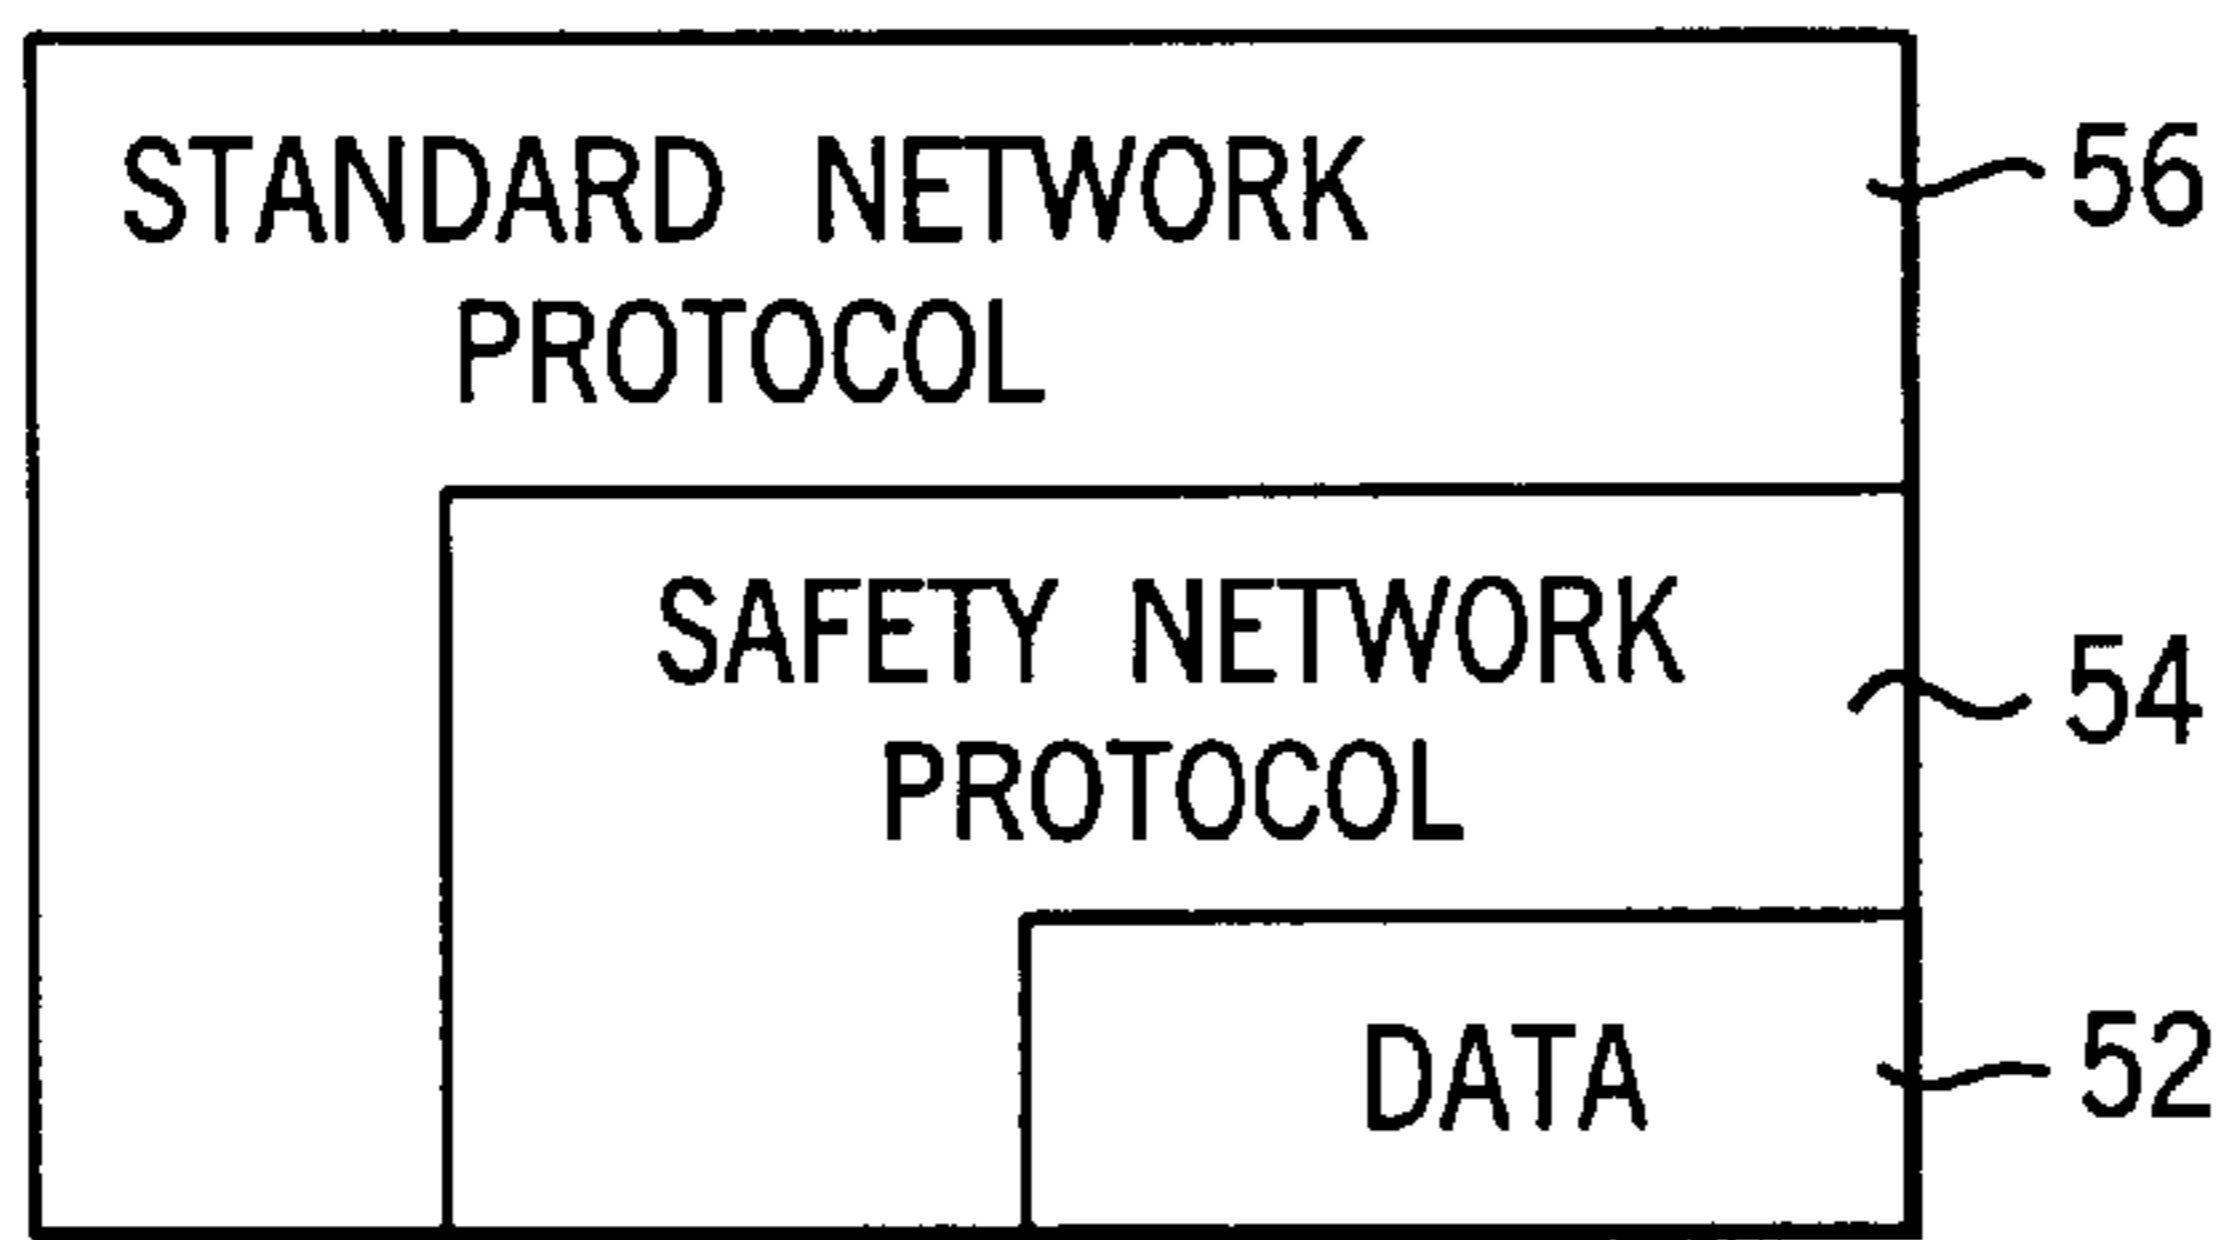 STANDARD NETWORK
PROTOCOL
56
SAFETY NETWORK
PROTOCOL
54
DATA
52